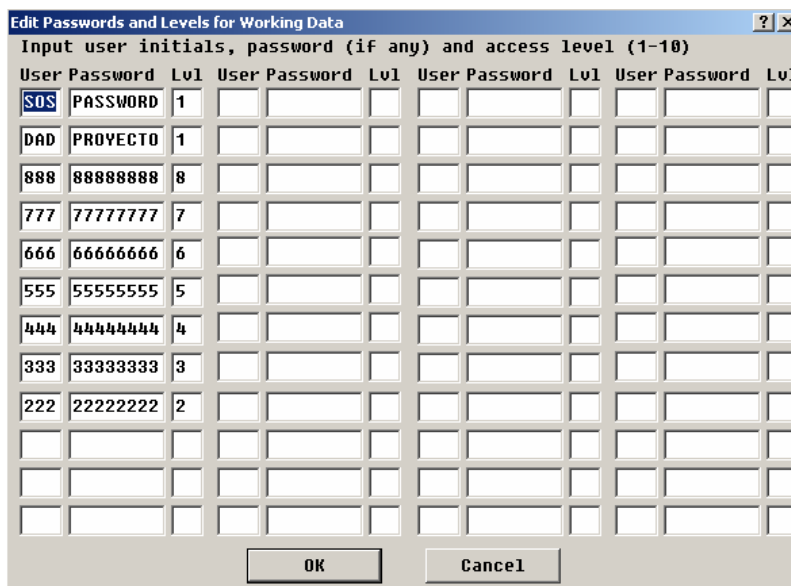 Edit Passwords and Levels for Working Data
Input user initials, password (if any) and access level (1-10)
User Password Lvl User Password Lvl User Password Lvl User Password Lvl
SOS PASSWORD 1
DAD PROYECTO 1
888 88888888 8
777 77777777 7
666 66666666 6
555 55555555 5
444 44444444 4
333 33333333 3
222 22222222 2
OK Cancel